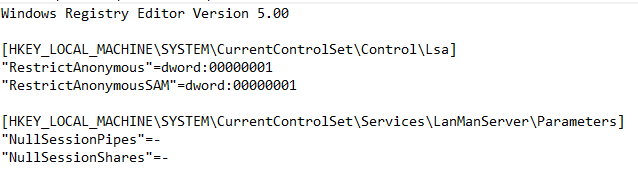 Windows Registry Editor Version 5.00
[HKEY_LOCAL_MACHINE\SYSTEM\CurrentControlSet\Control\Lsa]
"RestrictAnonymous"=dword:00000001
"RestrictAnonymousSAM"=dword:00000001
[HKEY_LOCAL_MACHINE\SYSTEM\CurrentControlSet\Services\LanManServer\Parameters]
"NullSessionPipes"=-
"NullSessionShares"=-